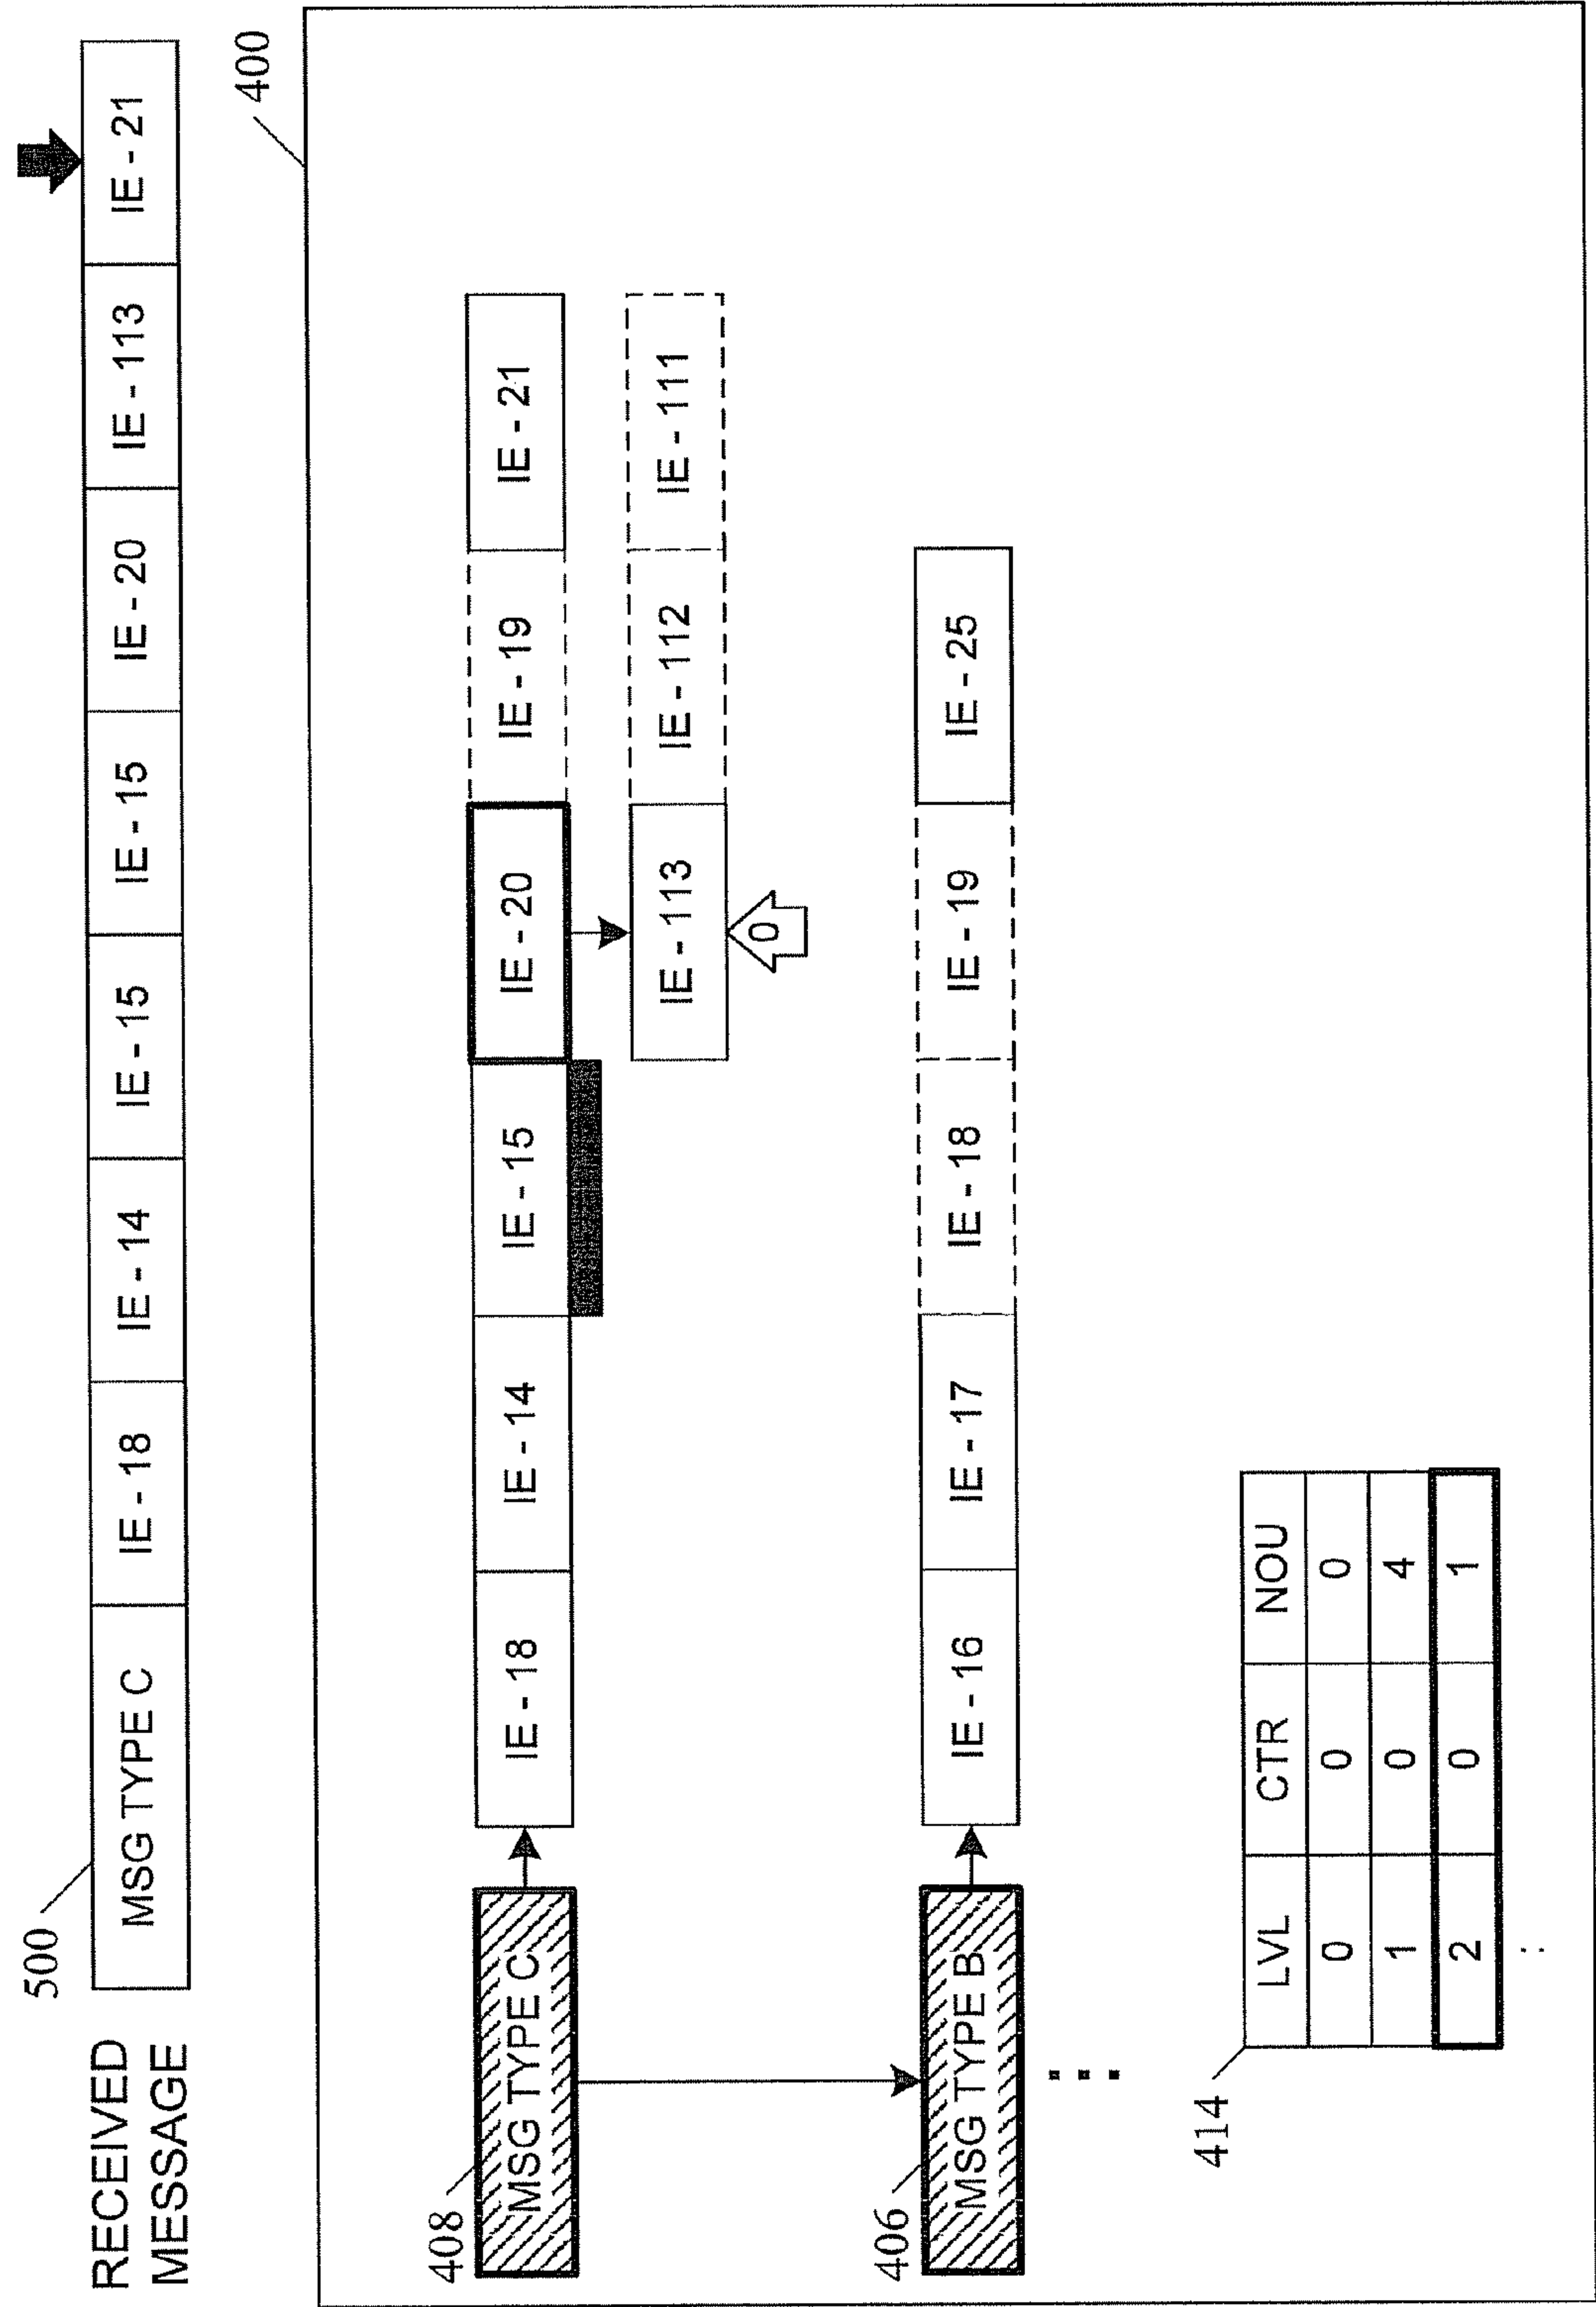 RECEIVED
MESSAGE
500
MSG TYPE C IE - 18 IE - 14 IE - 15 IE - 15 IE - 20 IE - 113 IE - 21
400
408
MSG TYPE C IE - 18 IE - 14 IE - 15 IE - 20 IE - 19 IE - 21
IE - 113 IE - 112 IE - 111
0
406
MSG TYPE B IE - 16 IE - 17 IE - 18 IE - 19 IE - 25
414
LVL CTR NOU
0 0 0
1 0 4
2 0 1